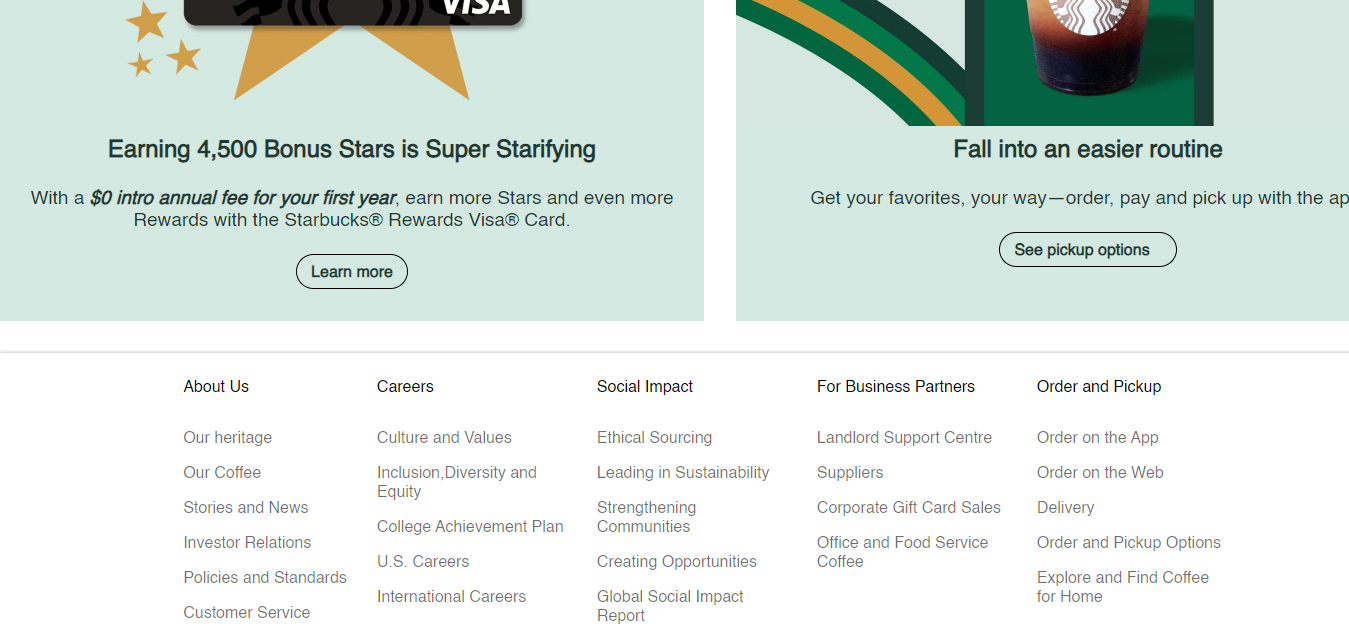 VISA
Earning 4,500 Bonus Stars is Super Starifying
With a $0 intro annual fee for your first year, earn more Stars and even more
Rewards with the Starbucks® Rewards Visa® Card.
Learn more
Fall into an easier routine
Get your favorites, your way—order, pay and pick up with the ap
See pickup options
About Us
Our heritage
Our Coffee
Stories and News
Investor Relations
Policies and Standards
Customer Service
Careers
Culture and Values
Inclusion,Diversity and
Equity
College Achievement Plan
U.S. Careers
International Careers
Social Impact
Ethical Sourcing
Leading in Sustainability
Strengthening
Communities
Creating Opportunities
Global Social Impact
Report
For Business Partners
Landlord Support Centre
Suppliers
Corporate Gift Card Sales
Office and Food Service
Coffee
Order and Pickup
Order on the App
Order on the Web
Delivery
Order and Pickup Options
Explore and Find Coffee
for Home